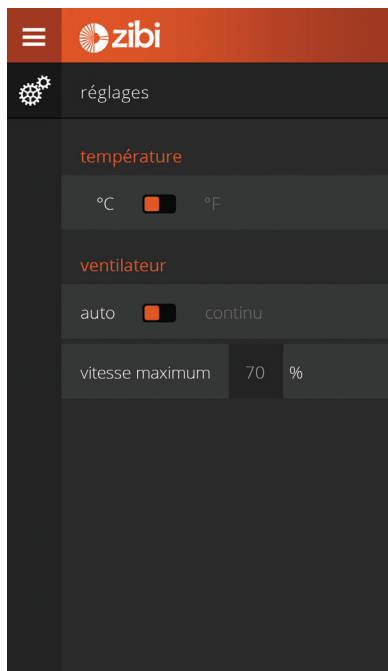 zibi
réglages
température
°C °F
ventilateur
auto continu
vitesse maximum 70 %